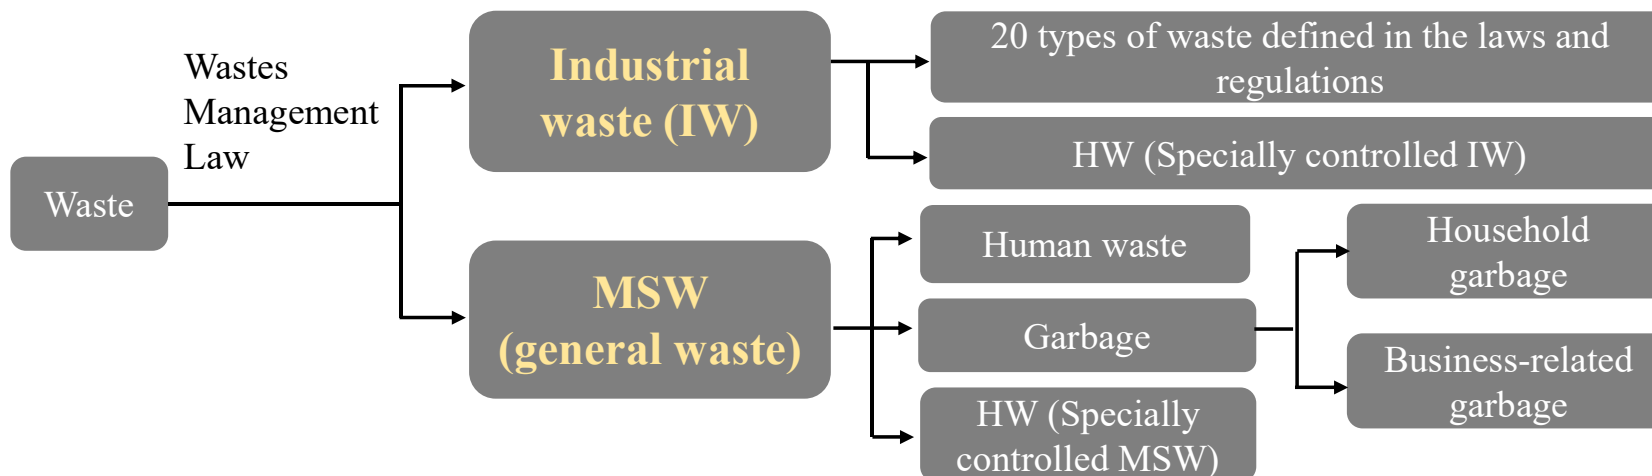 Wastes
Management
Law
Waste
Industrial
waste (IW)
20 types of waste defined in the laws and
regulations
HW (Specially controlled IW)
MSW
(general waste)
Human waste
Garbage
HW (Specially
controlled MSW)
Household
garbage
Business-related
garbage